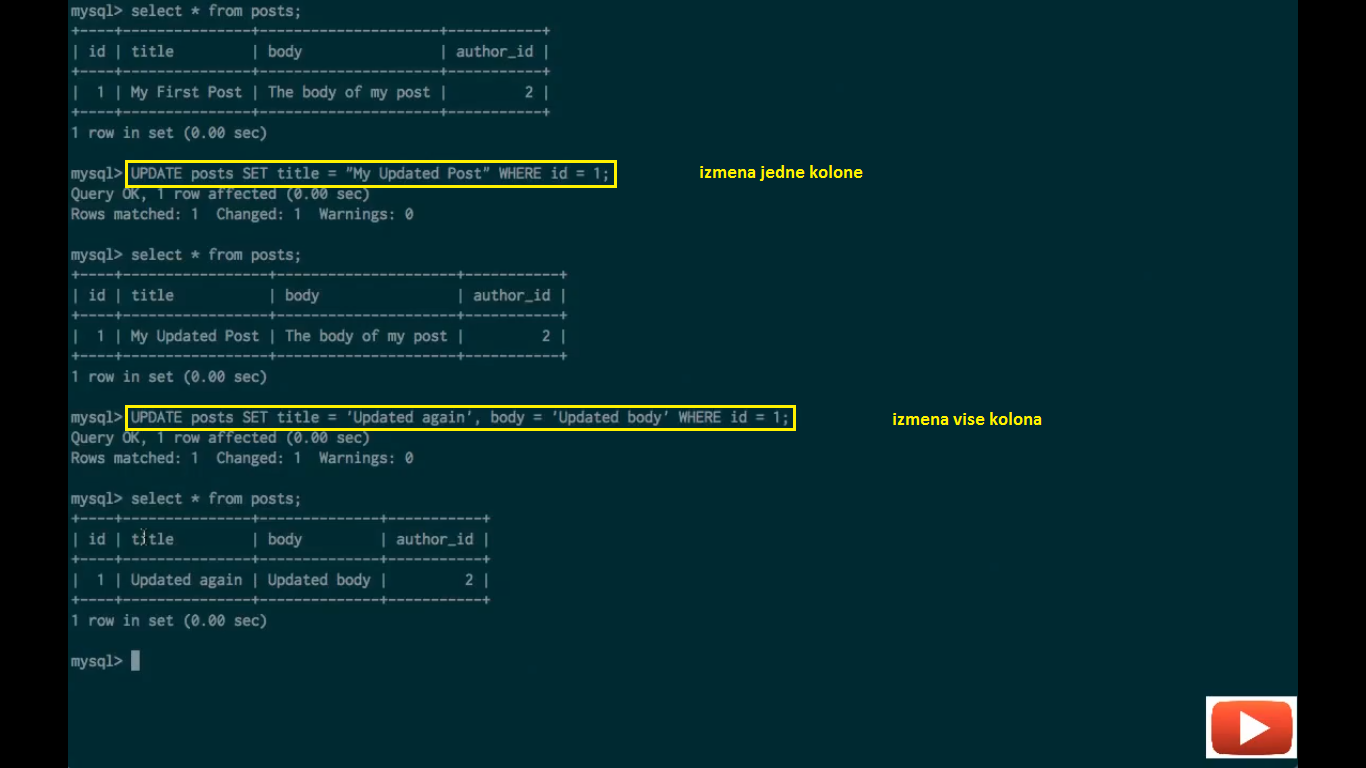 mysql> select * from posts;
+----+---------------+---------------------+-----------+
| id | title         | body                | author_id |
+----+---------------+---------------------+-----------+
|  1 | My First Post | The body of my post |         2 |
+----+---------------+---------------------+-----------+
1 row in set (0.00 sec)
mysql> UPDATE posts SET title = "My Updated Post" WHERE id = 1; izmena jedne kolone
Query OK, 1 row affected (0.00 sec)
Rows matched: 1  Changed: 1  Warnings: 0
mysql> select * from posts;
+----+-----------------+---------------------+-----------+
| id | title           | body                | author_id |
+----+-----------------+---------------------+-----------+
|  1 | My Updated Post | The body of my post |         2 |
+----+-----------------+---------------------+-----------+
1 row in set (0.00 sec)
mysql> UPDATE posts SET title = 'Updated again', body = 'Updated body' WHERE id = 1; izmena vise kolona
Query OK, 1 row affected (0.00 sec)
Rows matched: 1  Changed: 1  Warnings: 0
mysql> select * from posts;
+----+---------------+--------------+-----------+
| id | title         | body         | author_id |
+----+---------------+--------------+-----------+
|  1 | Updated again | Updated body |         2 |
+----+---------------+--------------+-----------+
1 row in set (0.00 sec)
mysql>